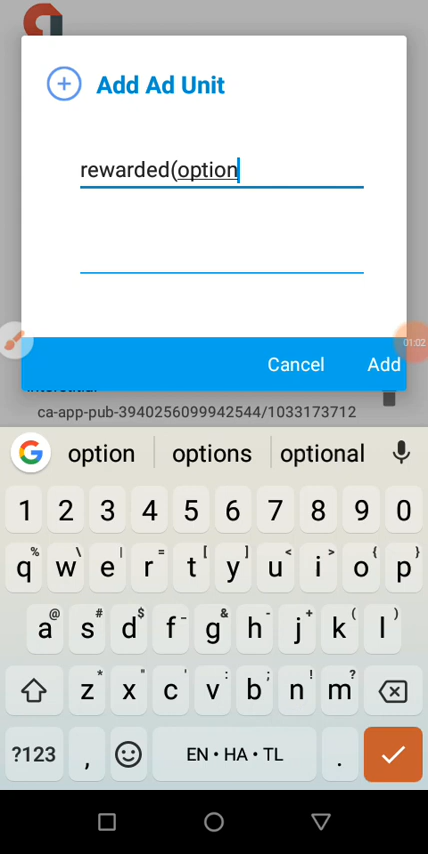 Add Ad Unit
rewarded(option
01:02
Cancel Add
ca-app-pub-3940256099942544/1033173712
option options optional
1 2 3 4 5 6 7 8 9 0
% \ | = [ ] < > { }
q w e r t y u i o p
@ # $ _ & - + ( )
a s d f g h j k l
* " ' : ; ! ?
z x c v b n m
?123 , EN • HA • TL .